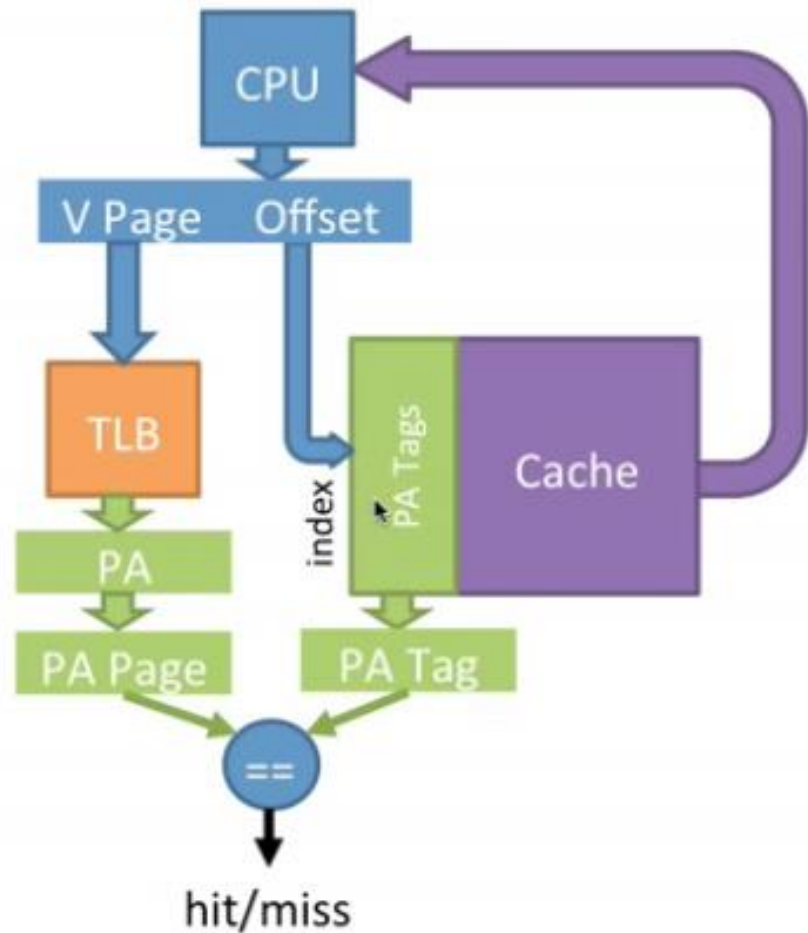 CPU
V Page Offset
TLB
index
PA Tags
Cache
PA
PA Page
PA Tag
==
hit/miss